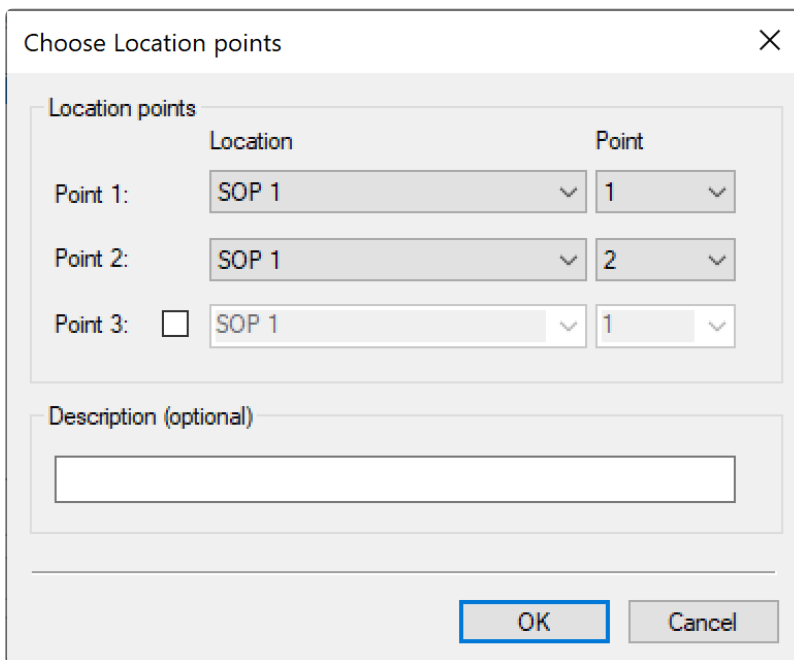 Choose Location points
Location points
Location Point
Point 1: SOP 1 1
Point 2: SOP 1 2
Point 3: SOP 1 1
Description (optional)
OK Cancel